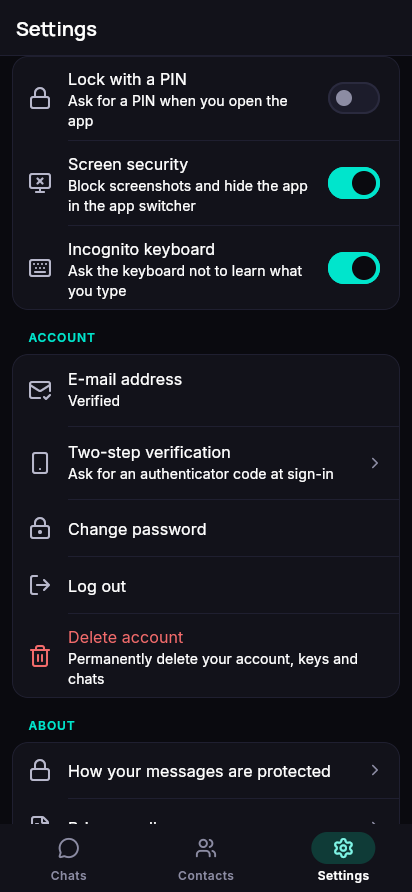 Settings
Lock with a PIN
Ask for a PIN when you open the
app
Screen security
Block screenshots and hide the app
in the app switcher
Incognito keyboard
Ask the keyboard not to learn what
you type
ACCOUNT
E-mail address
Verified
Two-step verification
Ask for an authenticator code at sign-in
Change password
Log out
Delete account
Permanently delete your account, keys and
chats
ABOUT
How your messages are protected
Chats
Contacts
Settings